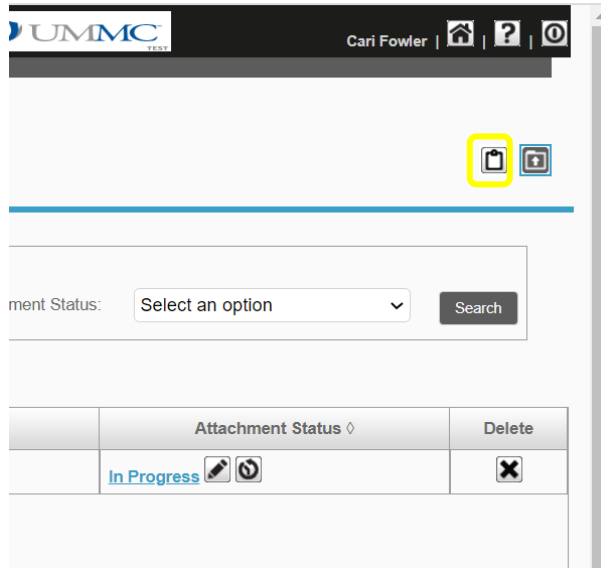 UMMC
TEST
Cari Fowler | | ? |
ment Status: Select an option Search
Attachment Status ◊ Delete
In Progress